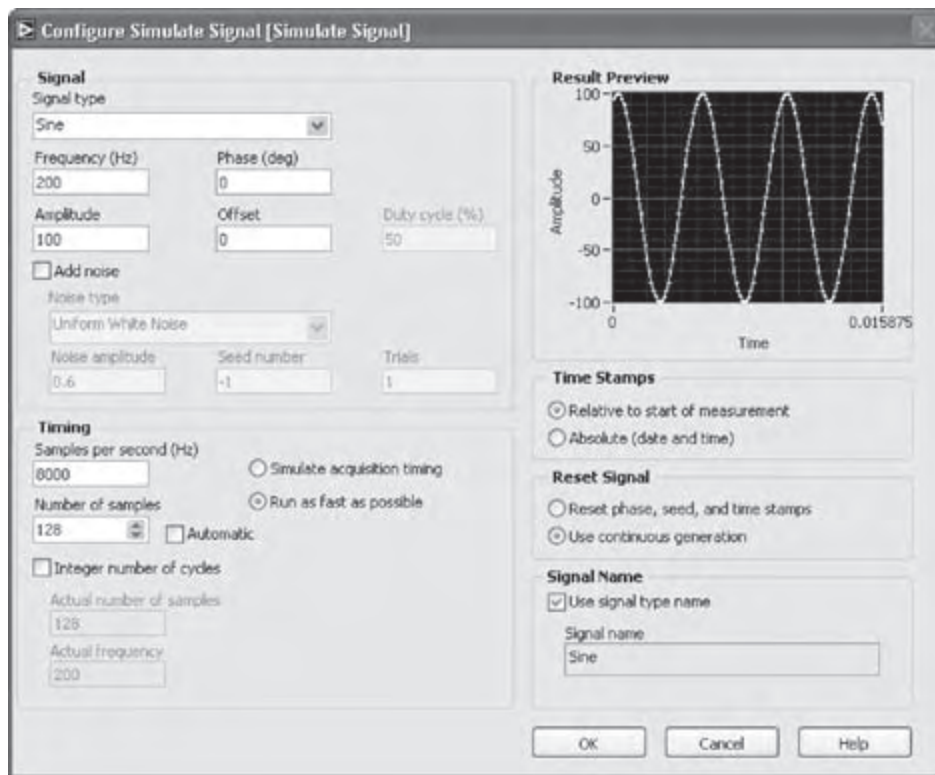 Configure Simulate Signal [Simulate Signal]
Signal
Signal type
Sine
Frequency (Hz) Phase (deg)
200 0
Amplitude Offset Duty cycle (%)
100 0 50
Add noise
Noise type
Uniform White Noise
Noise amplitude Seed number Trials
0.6 -1 1
Timing
Samples per second (Hz)
8000
Simulate acquisition timing
Run as fast as possible
Number of samples
128 Automatic
Integer number of cycles
Actual number of samples
128
Actual frequency
200
Result Preview
Amplitude
100
50
0
-50
-100
0 0.015875
Time
Time Stamps
Relative to start of measurement
Absolute (date and time)
Reset Signal
Reset phase, seed, and time stamps
Use continuous generation
Signal Name
Use signal type name
Signal name
Sine
OK Cancel Help